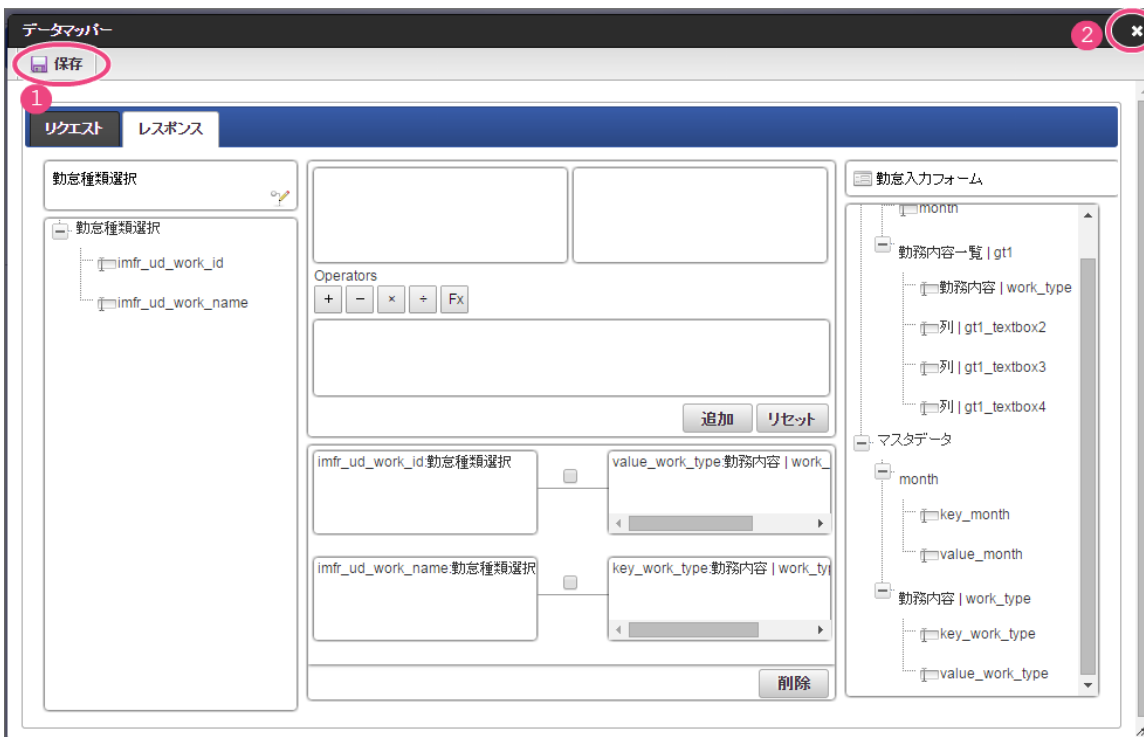 データマッパー
2
保存
1
リクエスト
レスポンス
勤怠種類選択
勤怠種類選択
imfr_ud_work_id
imfr_ud_work_name
Operators
+ − × ÷ Fx
追加
リセット
imfr_ud_work_id:勤怠種類選択
value_work_type:勤務内容 | work_
imfr_ud_work_name:勤怠種類選択
key_work_type:勤務内容 | work_ty
削除
勤怠入力フォーム
month
勤務内容一覧 | gt1
勤務内容 | work_type
列 | gt1_textbox2
列 | gt1_textbox3
列 | gt1_textbox4
マスタデータ
month
key_month
value_month
勤務内容 | work_type
key_work_type
value_work_type